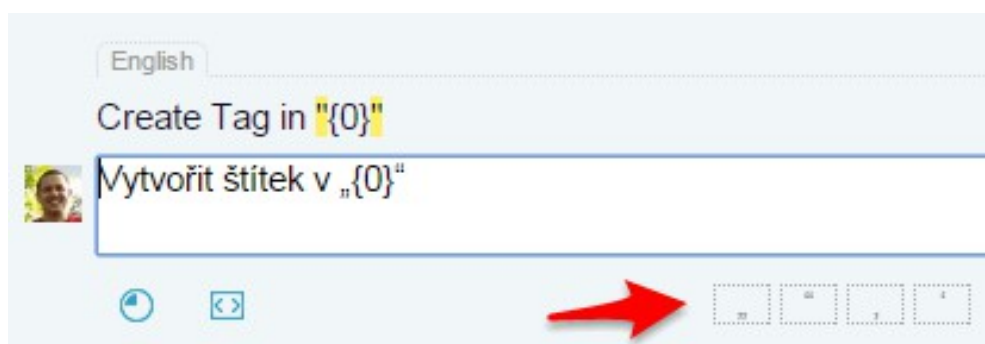 English
Create Tag in "{0}"
Vytvořit štítek v „{0}“
„ “ ‚ ‘